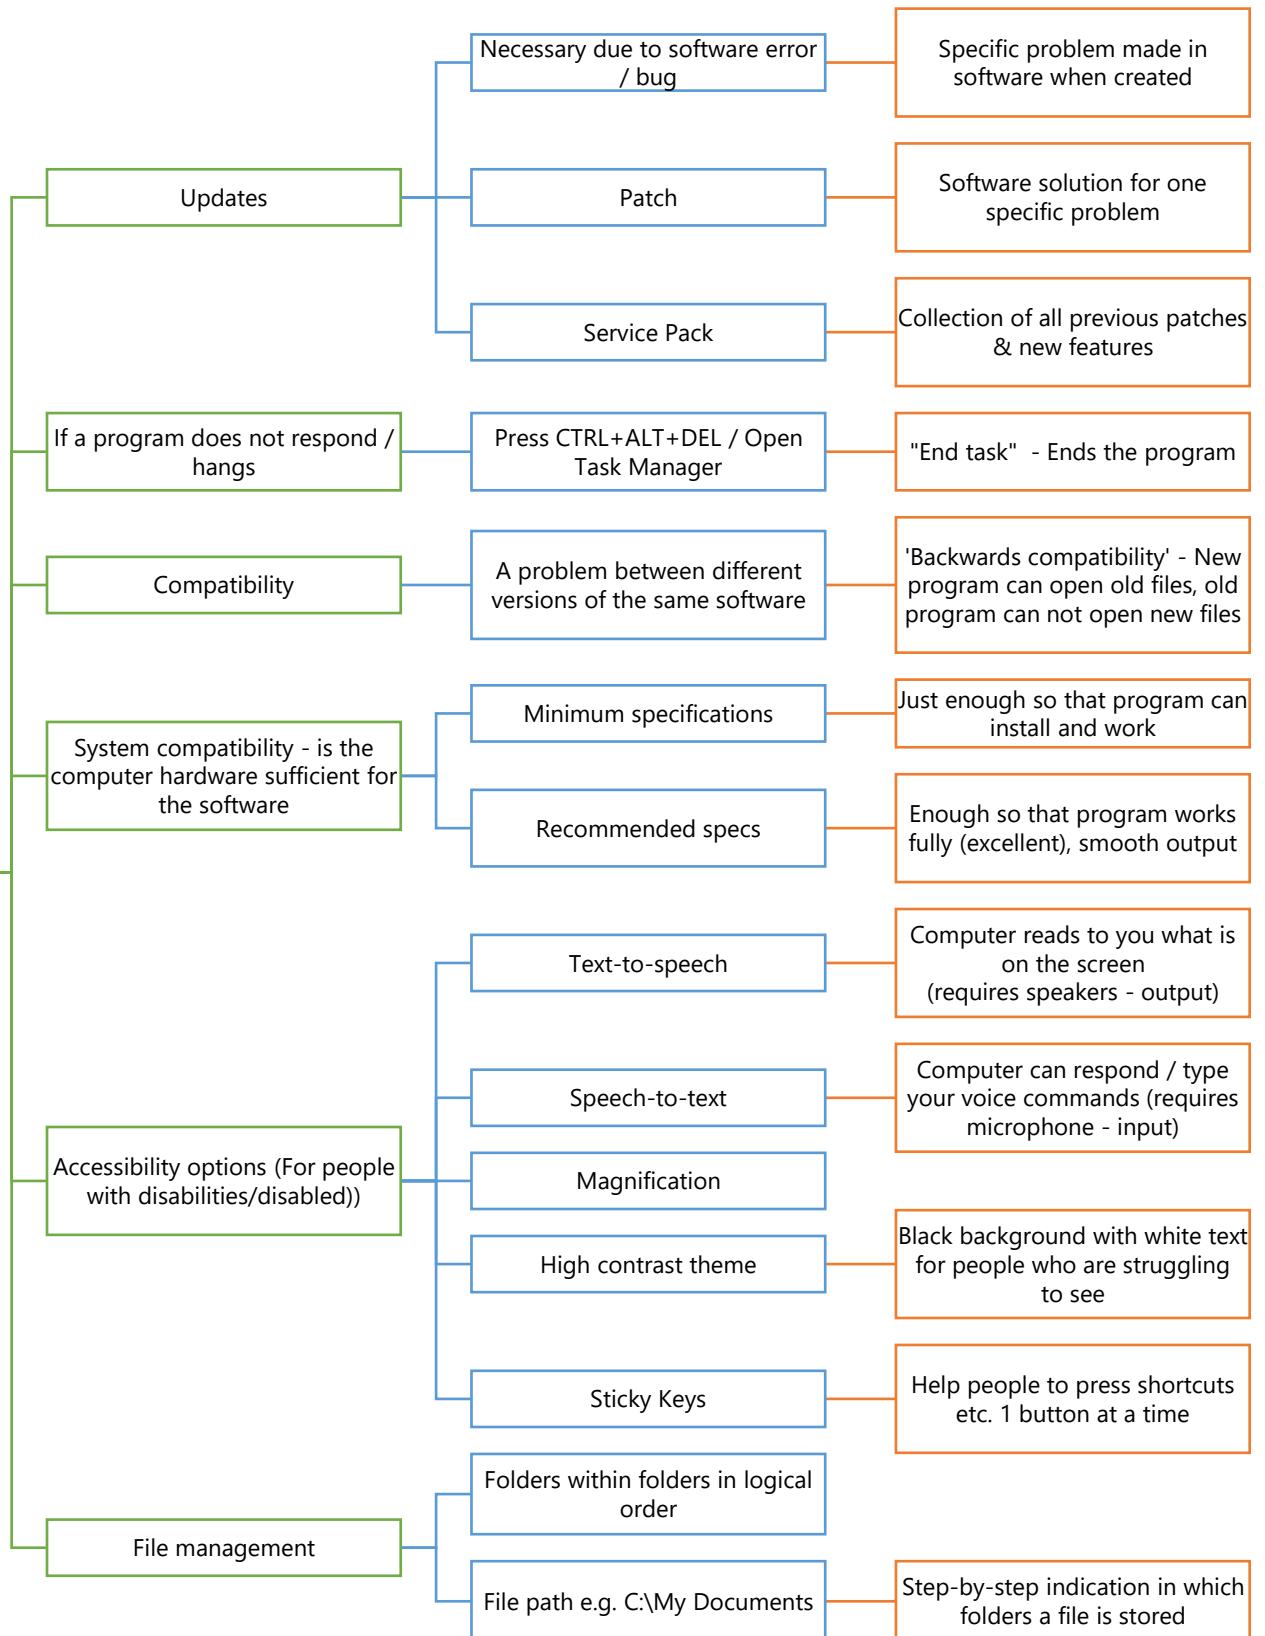 Necessary due to software error
/ bug
Specific problem made in
software when created
Updates
Patch
Software solution for one
specific problem
Service Pack
Collection of all previous patches
& new features
If a program does not respond /
hangs
Press CTRL+ALT+DEL / Open
Task Manager
"End task"  - Ends the program
Compatibility
A problem between different
versions of the same software
'Backwards compatibility' - New
program can open old files, old
program can not open new files
System compatibility - is the
computer hardware sufficient for
the software
Minimum specifications
Just enough so that program can
install and work
Recommended specs
Enough so that program works
fully (excellent), smooth output
Accessibility options (For people
with disabilities/disabled))
Text-to-speech
Computer reads to you what is
on the screen
(requires speakers - output)
Speech-to-text
Computer can respond / type
your voice commands (requires
microphone - input)
Magnification
High contrast theme
Black background with white text
for people who are struggling
to see
Sticky Keys
Help people to press shortcuts
etc. 1 button at a time
File management
Folders within folders in logical
order
File path e.g. C:\My Documents
Step-by-step indication in which
folders a file is stored